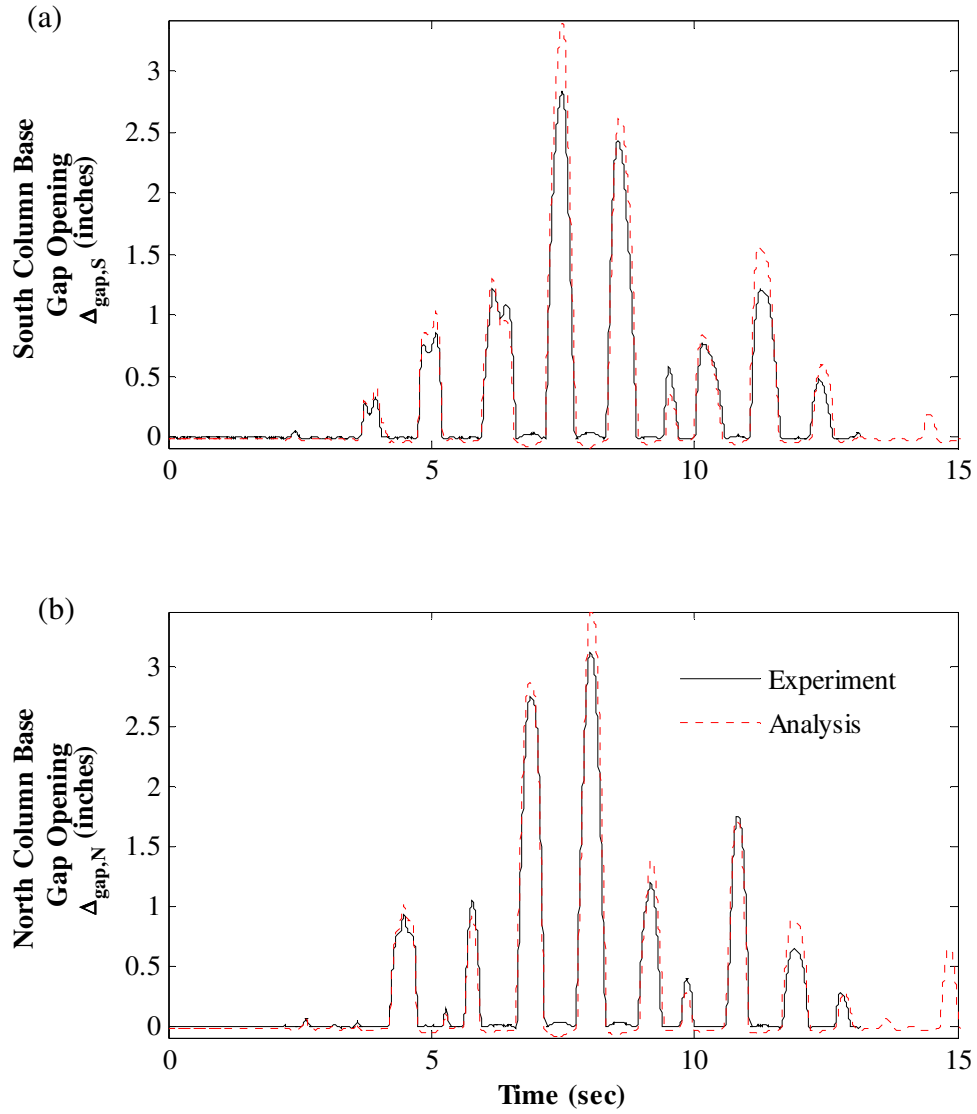 (a)
South Column Base
Gap Opening
Δgap,S (inches)
3
2.5
2
1.5
1
0.5
0
0 5 10 15
(b)
North Column Base
Gap Opening
Δgap,N (inches)
3
2.5
2
1.5
1
0.5
0
Experiment
Analysis
0 5 10 15
Time (sec)